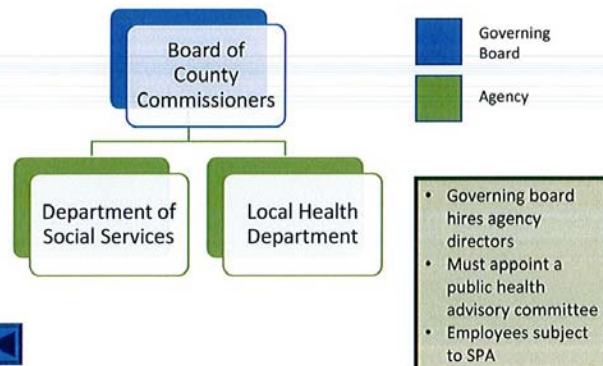 Board of
County
Commissioners
Governing
Board
Agency
Department of
Social Services
Local Health
Department
• Governing board
hires agency
directors
• Must appoint a
public health
advisory committee
• Employees subject
to SPA